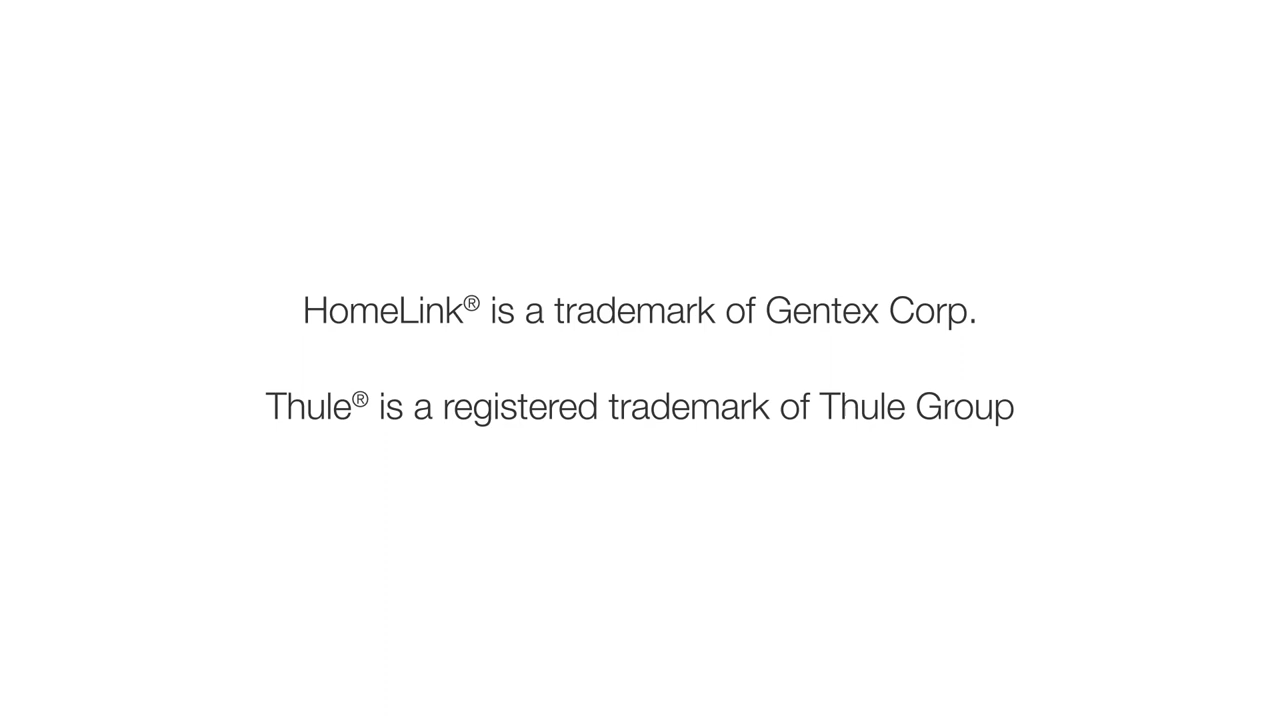 HomeLink® is a trademark of Gentex Corp.
Thule® is a registered trademark of Thule Group